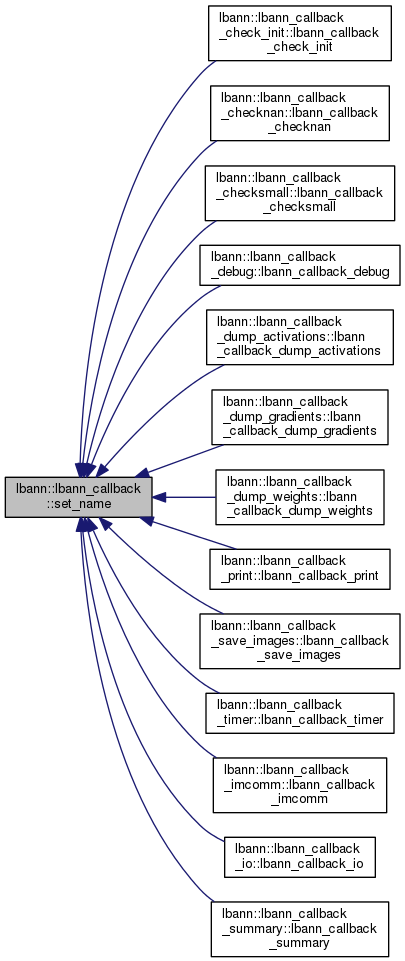 lbann::lbann_callback
_check_init::lbann_callback
_check_init
lbann::lbann_callback
_checknan::lbann_callback
_checknan
lbann::lbann_callback
_checksmall::lbann_callback
_checksmall
lbann::lbann_callback
_debug::lbann_callback_debug
lbann::lbann_callback
_dump_activations::lbann
_callback_dump_activations
lbann::lbann_callback
_dump_gradients::lbann
_callback_dump_gradients
lbann::lbann_callback
::set_name
lbann::lbann_callback
_dump_weights::lbann
_callback_dump_weights
lbann::lbann_callback
_print::lbann_callback_print
lbann::lbann_callback
_save_images::lbann_callback
_save_images
lbann::lbann_callback
_timer::lbann_callback_timer
lbann::lbann_callback
_imcomm::lbann_callback
_imcomm
lbann::lbann_callback
_io::lbann_callback_io
lbann::lbann_callback
_summary::lbann_callback
_summary